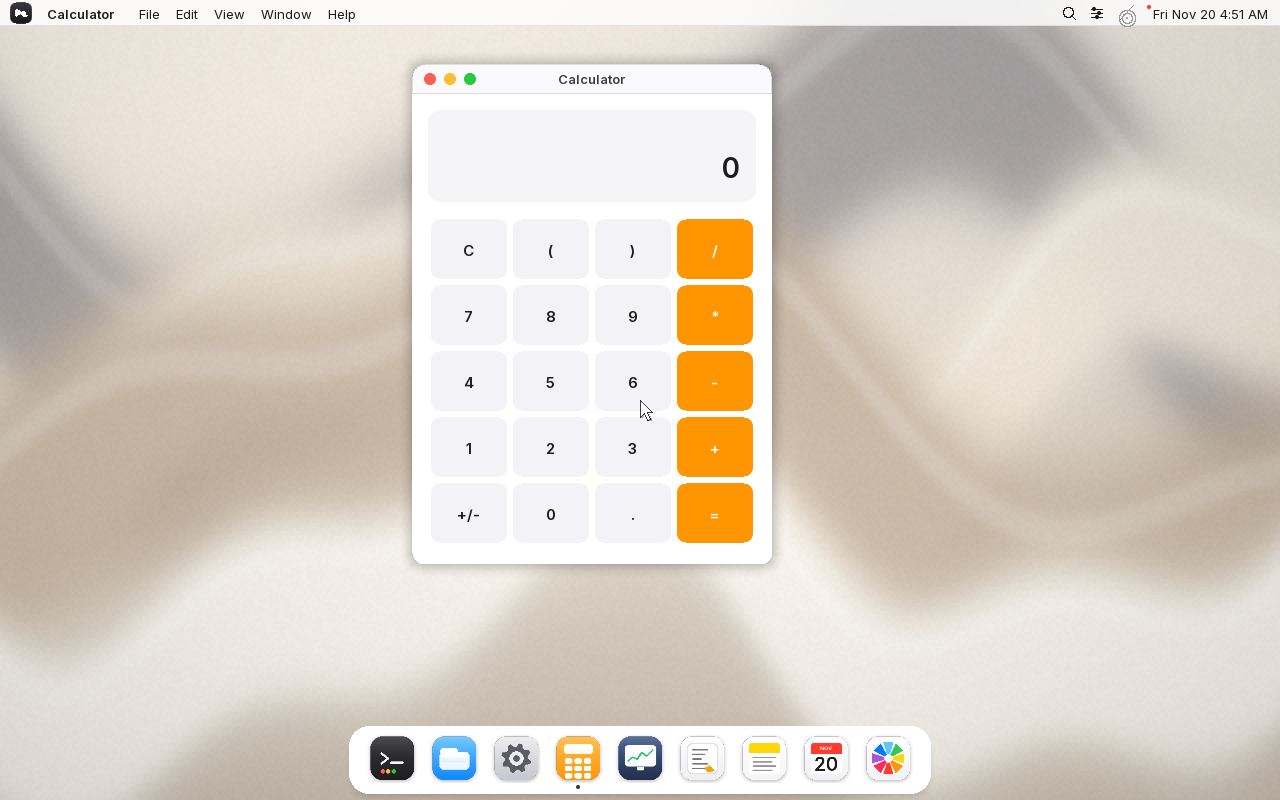 Calculator File Edit View Window Help Fri Nov 20 4:51 AM
Calculator
0
C ( ) /
7 8 9 *
4 5 6 -
1 2 3 +
+/- 0 . =
NOV
20